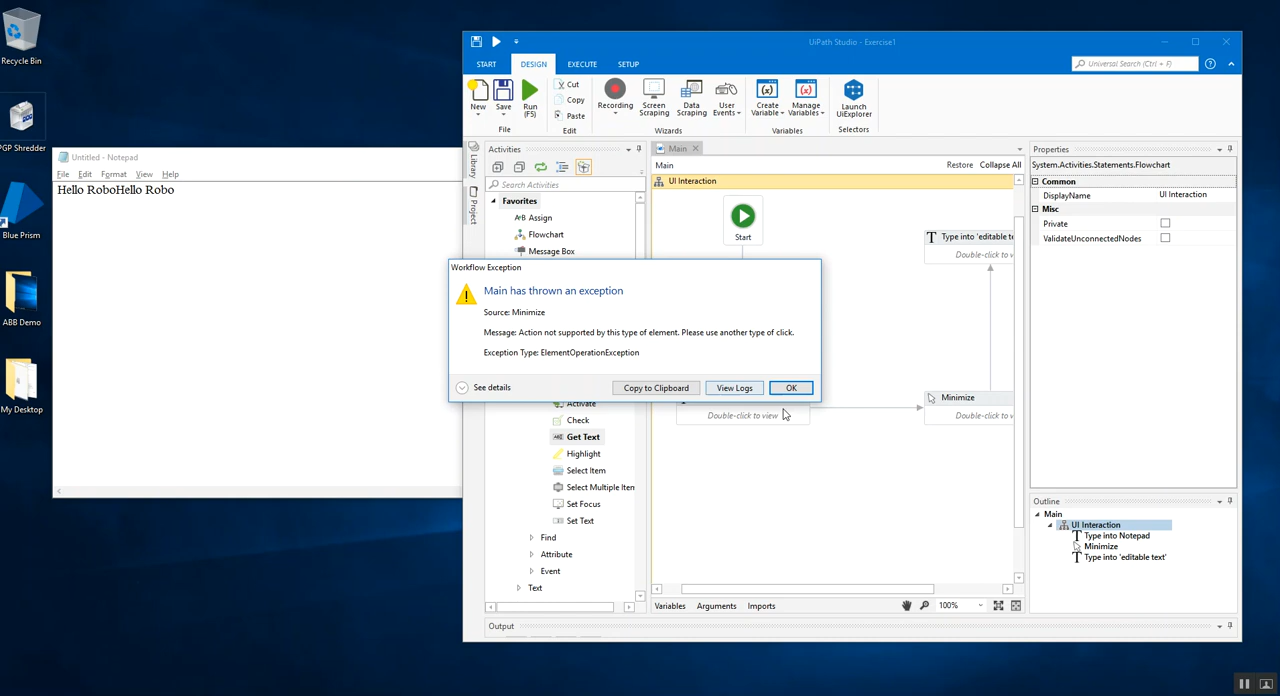 Recycle Bin
PGP Shredder
Blue Prism
ABB Demo
My Desktop
Untitled - Notepad
File Edit Format View Help
Hello RoboHello Robo
UiPath Studio - Exercise1
START DESIGN EXECUTE SETUP
Universal Search (Ctrl + F)
New
Save
Run
(F5)
File
Cut
Copy
Paste
Edit
Recording
Screen
Scraping
Data
Scraping
User
Events
Wizards
Create
Variable
Manage
Variables
Variables
Launch
UiExplorer
Selectors
Library
Project
Activities
Search Activities
Favorites
A+B Assign
Flowchart
Message Box
Activate
Check
Get Text
Highlight
Select Item
Select Multiple Item
Set Focus
Set Text
Find
Attribute
Event
Text
Main
Main Restore Collapse All
UI Interaction
Start
Type into 'editable te
Double-click to v
Workflow Exception
Main has thrown an exception
Source: Minimize
Message: Action not supported by this type of element. Please use another type of click.
Exception Type: ElementOperationException
See details Copy to Clipboard View Logs OK
Double-click to view
Minimize
Double-click to v
Variables Arguments Imports 100%
Output
Properties
System.Activities.Statements.Flowchart
Common
DisplayName UI Interaction
Misc
Private
ValidateUnconnectedNodes
Outline
Main
UI Interaction
Type into Notepad
Minimize
Type into 'editable text'